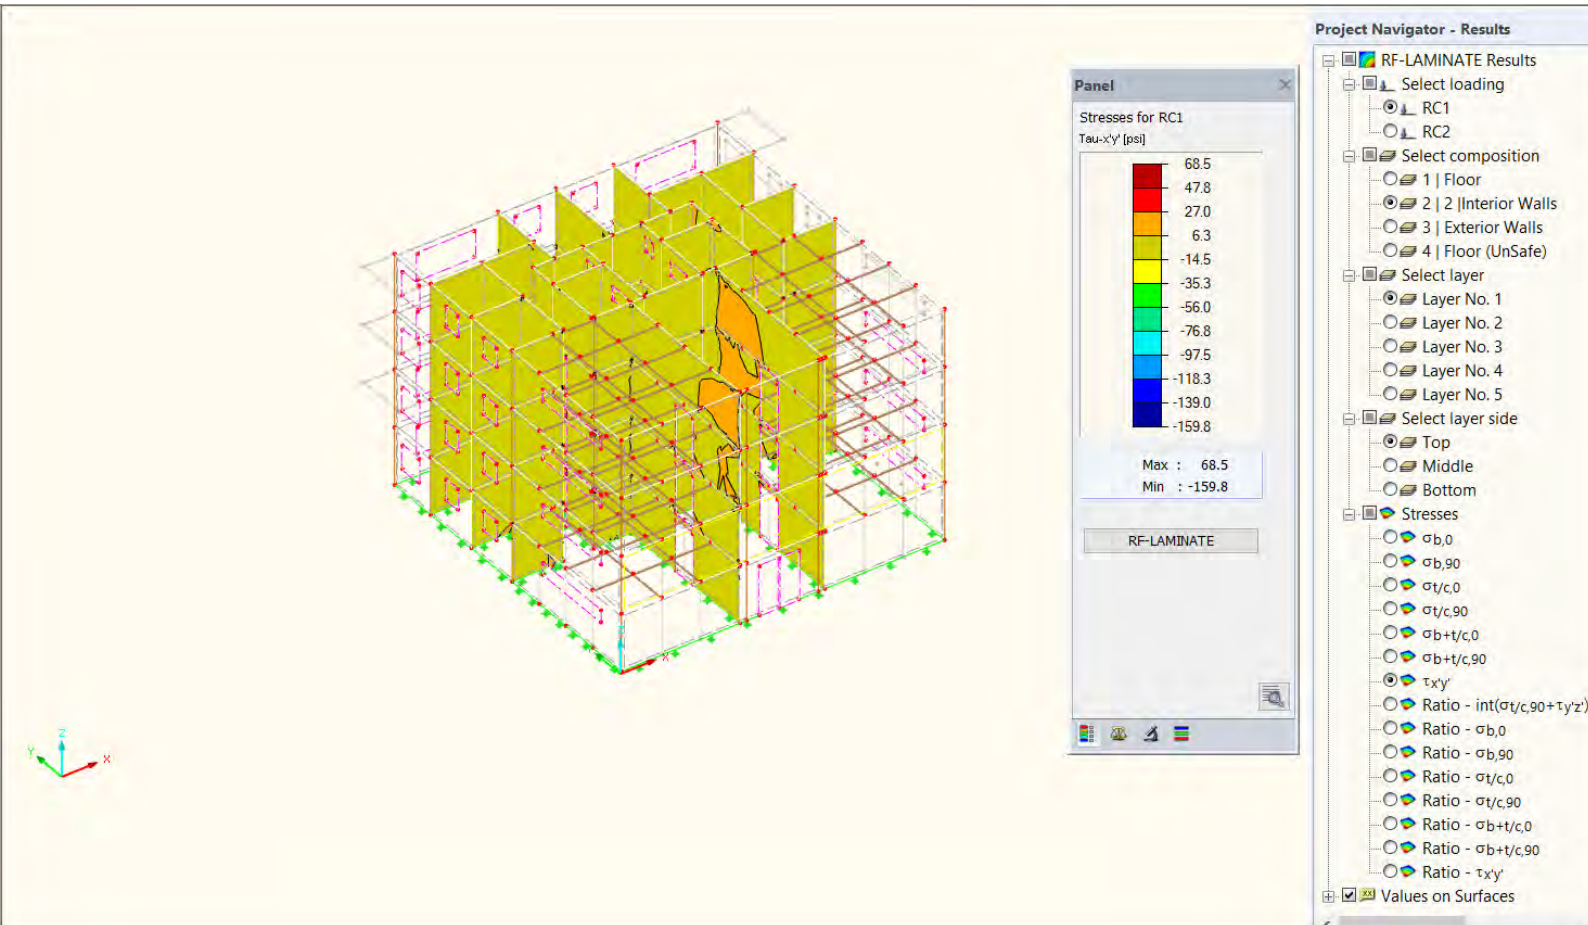 Project Navigator - Results
RF-LAMINATE Results
Select loading
RC1
RC2
Select composition
1 | Floor
2 | 2 |Interior Walls
3 | Exterior Walls
4 | Floor (UnSafe)
Select layer
Layer No. 1
Layer No. 2
Layer No. 3
Layer No. 4
Layer No. 5
Select layer side
Top
Middle
Bottom
Stresses
σb,0
σb,90
σt/c,0
σt/c,90
σb+t/c,0
σb+t/c,90
τx'y'
Ratio - int(σt/c,90+τy'z')
Ratio - σb,0
Ratio - σb,90
Ratio - σt/c,0
Ratio - σt/c,90
Ratio - σb+t/c,0
Ratio - σb+t/c,90
Ratio - τx'y'
Values on Surfaces
Panel
Stresses for RC1
Tau-x'y' [psi]
68.5
47.8
27.0
6.3
-14.5
-35.3
-56.0
-76.8
-97.5
-118.3
-139.0
-159.8
Max : 68.5
Min : -159.8
RF-LAMINATE
X
Z
Y
X